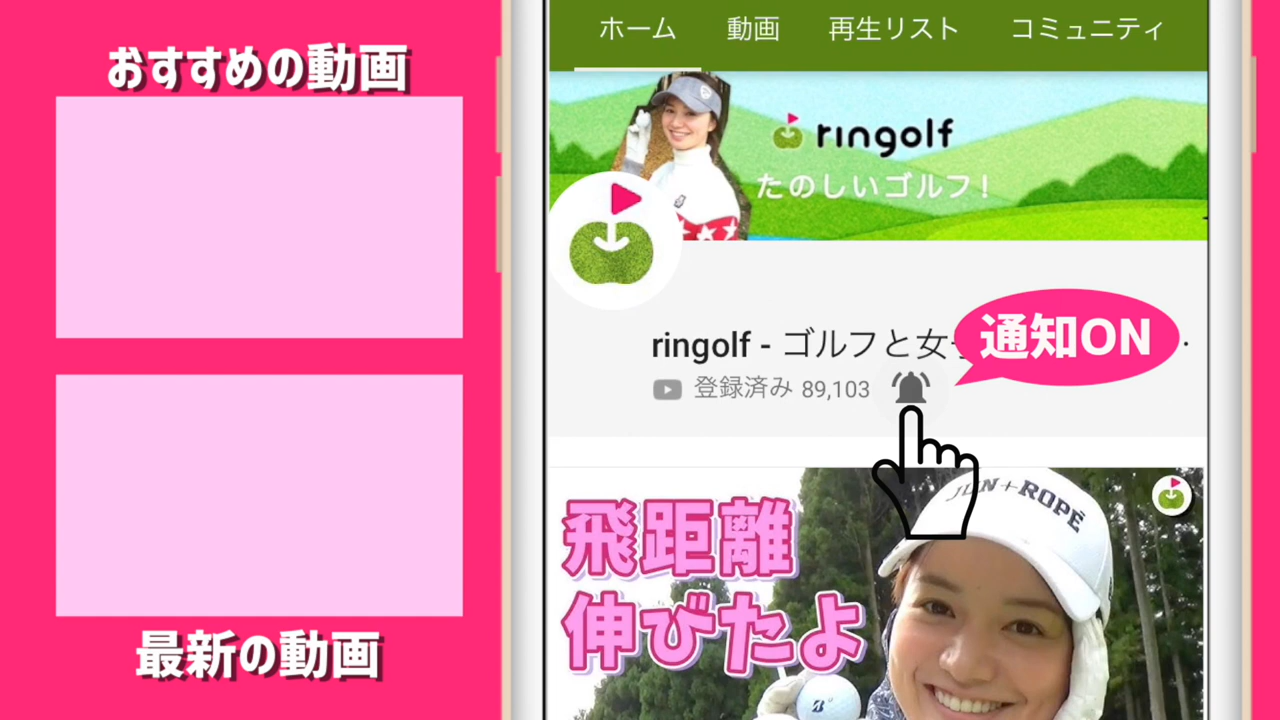 おすすめの動画
最新の動画
ホーム 動画 再生リスト コミュニティ
ringolf
たのしいゴルフ!
ringolf - ゴルフと女
通知ON
登録済み 89,103
JUN+ROPÉ
飛距離
伸びたよ
B